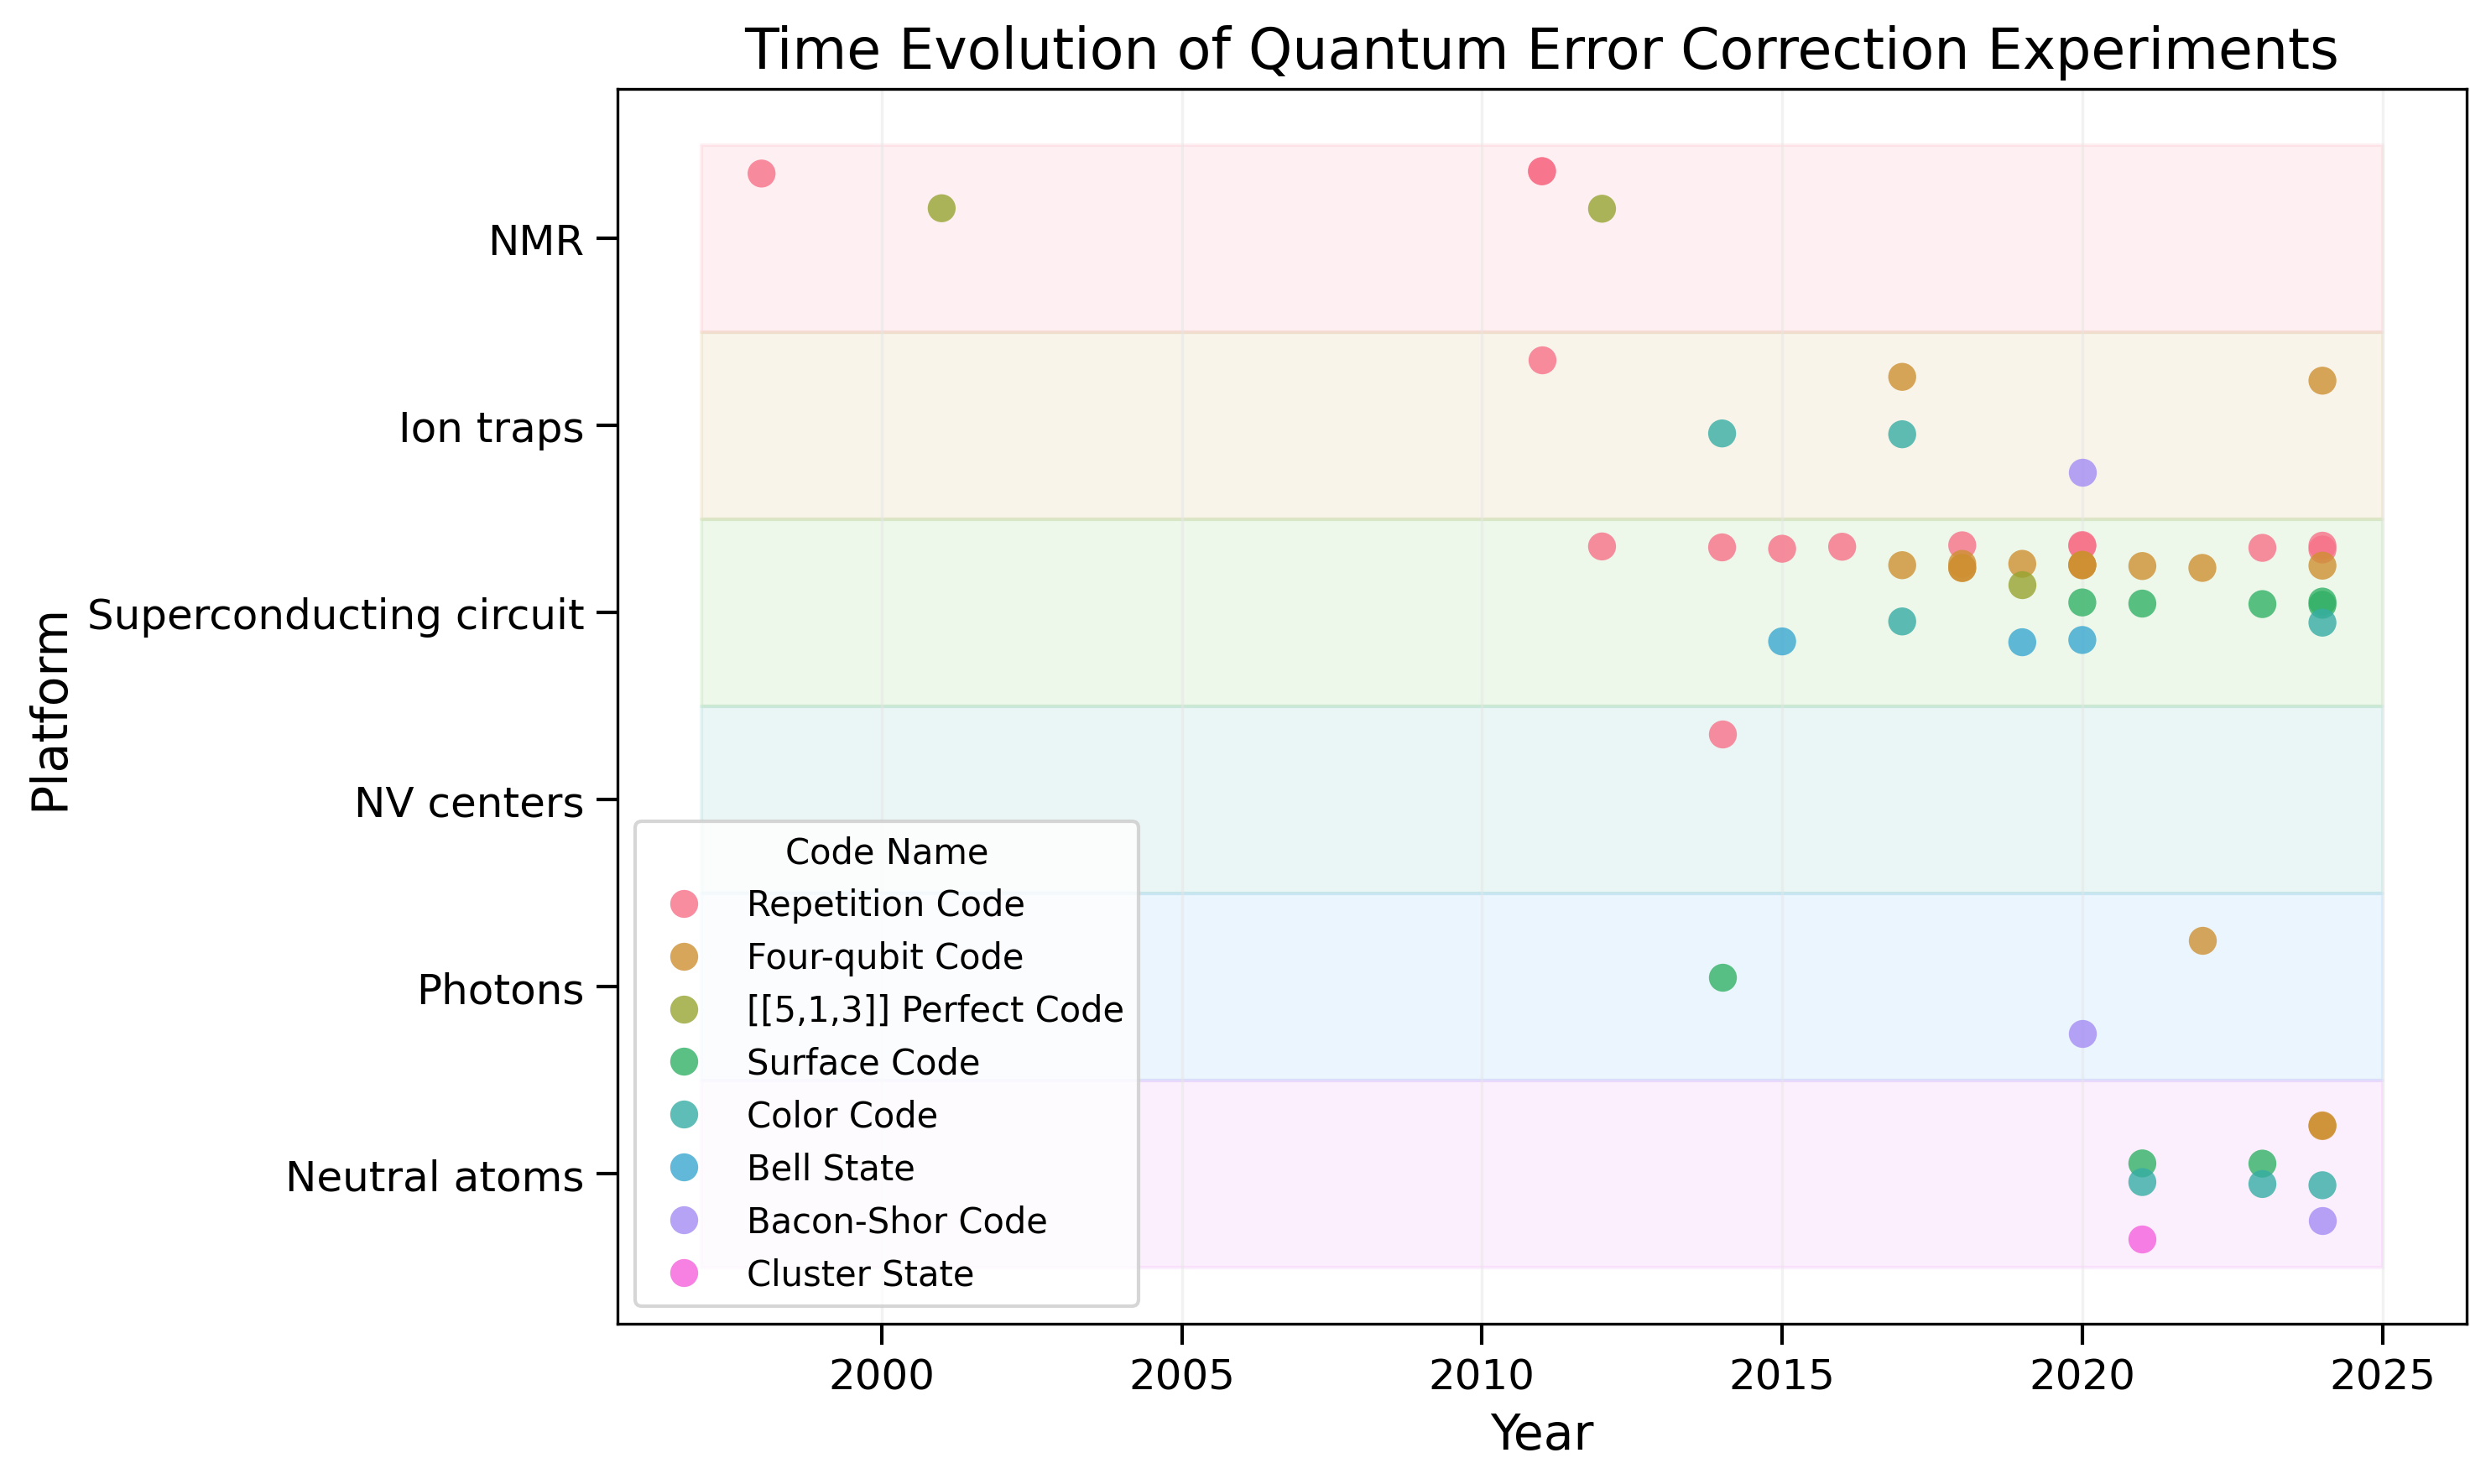 Time Evolution of Quantum Error Correction Experiments
Platform
NMR
Ion traps
Superconducting circuit
NV centers
Photons
Neutral atoms
Code Name
Repetition Code
Four-qubit Code
[[5,1,3]] Perfect Code
Surface Code
Color Code
Bell State
Bacon-Shor Code
Cluster State
2000 2005 2010 2015 2020 2025
Year